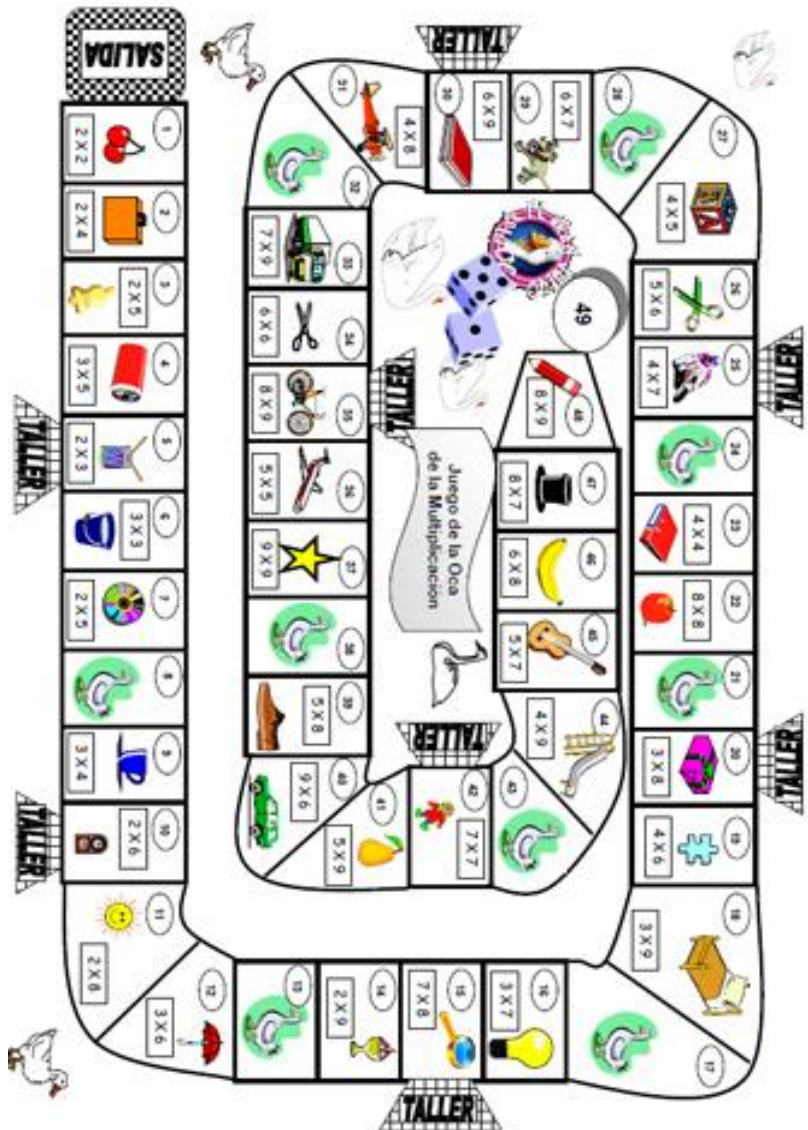 SALIDA
1
2 X 2
2
2 X 4
3
2 X 5
4
3 X 5
5
2 X 3
TALLER
6
3 X 3
7
2 X 5
8
9
3 X 4
10
2 X 6
TALLER
11
2 X 8
12
3 X 6
13
14
2 X 9
15
7 X 8
TALLER
16
3 X 7
17
18
3 X 9
19
4 X 6
20
3 X 8
TALLER
21
22
8 X 8
23
4 X 4
24
25
4 X 7
TALLER
26
5 X 6
27
4 X 5
28
29
6 X 7
30
6 X 9
TALLER
31
4 X 8
32
33
7 X 9
34
6 X 6
35
8 X 9
TALLER
36
5 X 5
37
9 X 9
38
39
5 X 8
40
9 X 6
41
5 X 9
42
7 X 7
TALLER
43
44
4 X 9
45
5 X 7
46
6 X 8
47
8 X 7
48
8 X 9
49
Juego de la Oca
de la Multiplicación